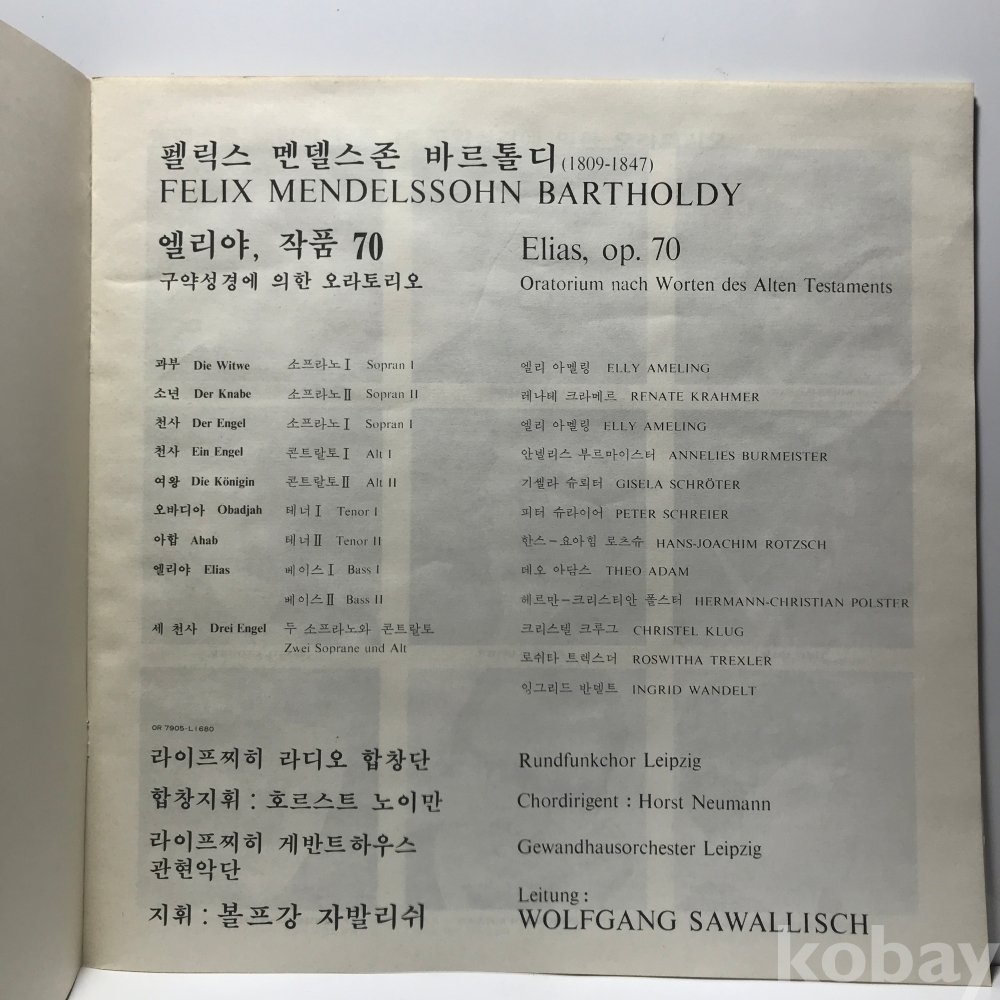 펠릭스 멘델스존 바르톨디 (1809-1847)
FELIX MENDELSSOHN BARTHOLDY
엘리야, 작품 70 Elias, op. 70
구약성경에 의한 오라토리오 Oratorium nach Worten des Alten Testaments
과부 Die Witwe 소프라노 I Sopran I 엘리 아멜링 ELLY AMELING
소년 Der Knabe 소프라노 II Sopran II 레나테 크라메르 RENATE KRAHMER
천사 Der Engel 소프라노 I Sopran I 엘리 아멜링 ELLY AMELING
천사 Ein Engel 콘트랄토 I Alt I 안넬리스 부르마이스터 ANNELIES BURMEISTER
여왕 Die Königin 콘트랄토 II Alt II 기셀라 슈뢰터 GISELA SCHRÖTER
오바디아 Obadjah 테너 I Tenor I 피터 슈라이어 PETER SCHREIER
아합 Ahab 테너 II Tenor II 한스-요아힘 로츠슈 HANS-JOACHIM ROTZSCH
엘리야 Elias 베이스 I Bass I 테오 아담스 THEO ADAM
베이스 II Bass II 헤르만-크리스티안 폴스터 HERMANN-CHRISTIAN POLSTER
세 천사 Drei Engel 두 소프라노와 콘트랄토 크리스텔 크루그 CHRISTEL KLUG
Zwei Soprane und Alt
로쉬타 트렉스더 ROSWITHA TREXLER
잉그리드 반델트 INGRID WANDELT
OR 7905-L1680
라이프찌히 라디오 합창단 Rundfunkchor Leipzig
합창지휘 : 호르스트 노이만 Chordirigent : Horst Neumann
라이프찌히 게반트하우스 Gewandhausorchester Leipzig
관현악단
Leitung :
지휘 : 볼프강 자발리쉬 WOLFGANG SAWALLISCH
kobay